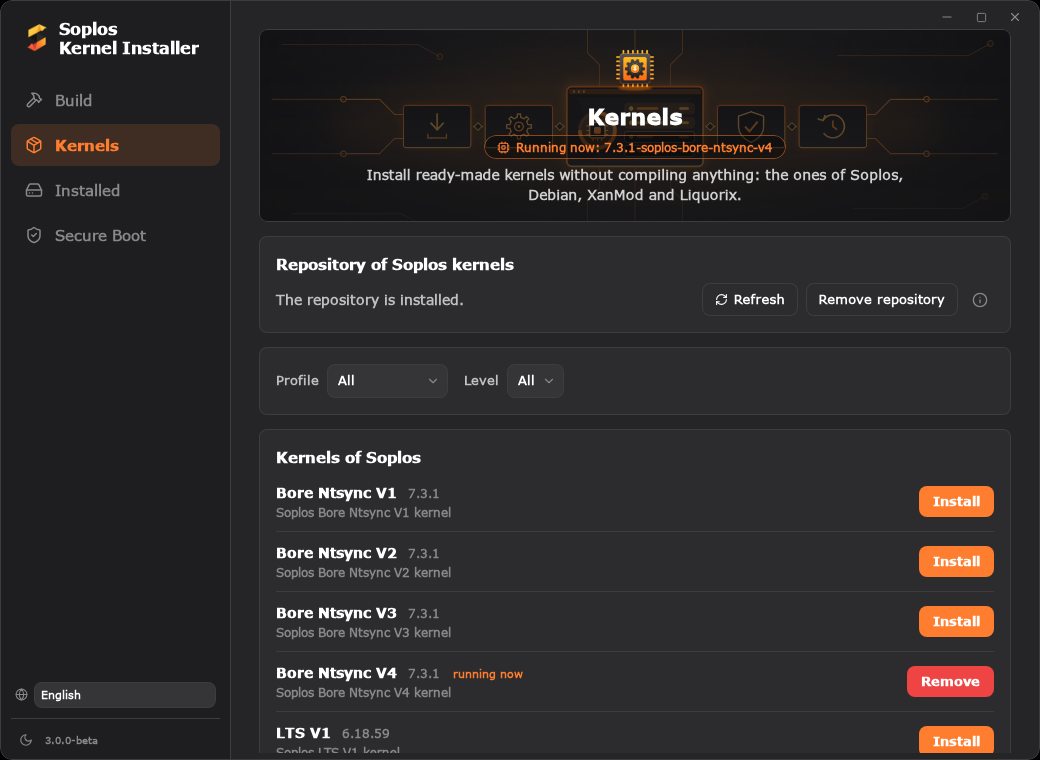 Soplos
Kernel Installer
Build
Kernels
Installed
Secure Boot
English
3.0.0-beta
Kernels
Running now: 7.3.1-soplos-bore-ntsync-v4
Install ready-made kernels without compiling anything: the ones of Soplos,
Debian, XanMod and Liquorix.
Repository of Soplos kernels
The repository is installed.
Refresh
Remove repository
Profile
All
Level
All
Kernels of Soplos
Bore Ntsync V1 7.3.1
Soplos Bore Ntsync V1 kernel
Install
Bore Ntsync V2 7.3.1
Soplos Bore Ntsync V2 kernel
Install
Bore Ntsync V3 7.3.1
Soplos Bore Ntsync V3 kernel
Install
Bore Ntsync V4 7.3.1 running now
Soplos Bore Ntsync V4 kernel
Remove
LTS V1 6.18.59
Soplos LTS V1 kernel
Install